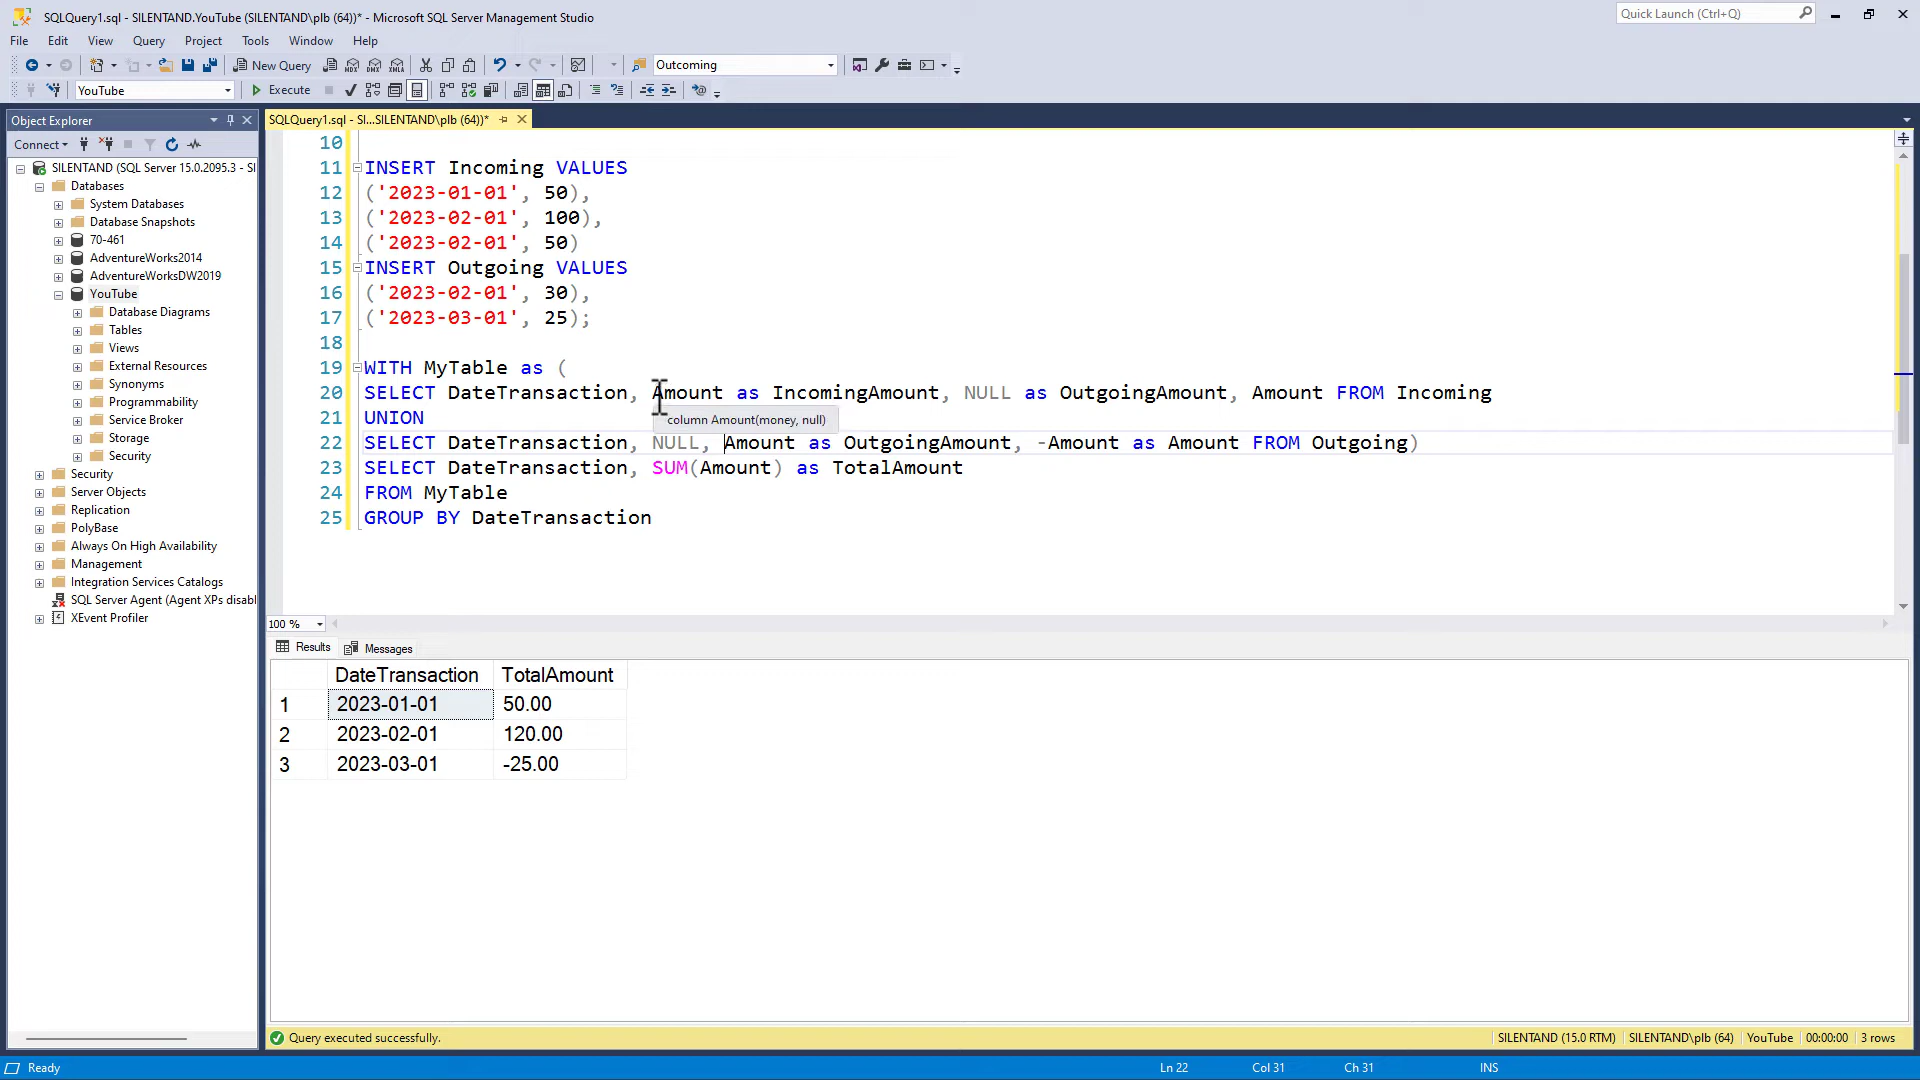 SQLQuery1.sql - SILENTAND.YouTube (SILENTAND\plb (64))* - Microsoft SQL Server Management Studio
Quick Launch (Ctrl+Q)
File Edit View Query Project Tools Window Help
New Query
Outcoming
YouTube
Execute
Object Explorer
SQLQuery1.sql - SI...SILENTAND\plb (64))*
Connect
SILENTAND (SQL Server 15.0.2095.3 - SI
Databases
System Databases
Database Snapshots
70-461
AdventureWorks2014
AdventureWorksDW2019
YouTube
Database Diagrams
Tables
Views
External Resources
Synonyms
Programmability
Query Store
Service Broker
Storage
Security
Security
Server Objects
Replication
PolyBase
Always On High Availability
Management
Integration Services Catalogs
SQL Server Agent (Agent XPs disabl
XEvent Profiler
10
11 INSERT Incoming VALUES
12 ('2023-01-01', 50),
13 ('2023-02-01', 100),
14 ('2023-02-01', 50)
15 INSERT Outgoing VALUES
16 ('2023-02-01', 30),
17 ('2023-03-01', 25);
18
19 WITH MyTable as (
20 SELECT DateTransaction, Amount as IncomingAmount, NULL as OutgoingAmount, Amount FROM Incoming
21 UNION
column Amount(money, null)
22 SELECT DateTransaction, NULL, Amount as OutgoingAmount, -Amount as Amount FROM Outgoing)
23 SELECT DateTransaction, SUM(Amount) as TotalAmount
24 FROM MyTable
25 GROUP BY DateTransaction
100 %
Results Messages
DateTransaction TotalAmount
1 2023-01-01 50.00
2 2023-02-01 120.00
3 2023-03-01 -25.00
Query executed successfully.
SILENTAND (15.0 RTM) SILENTAND\plb (64) YouTube 00:00:00 3 rows
Ready
Ln 22 Col 31 Ch 31 INS